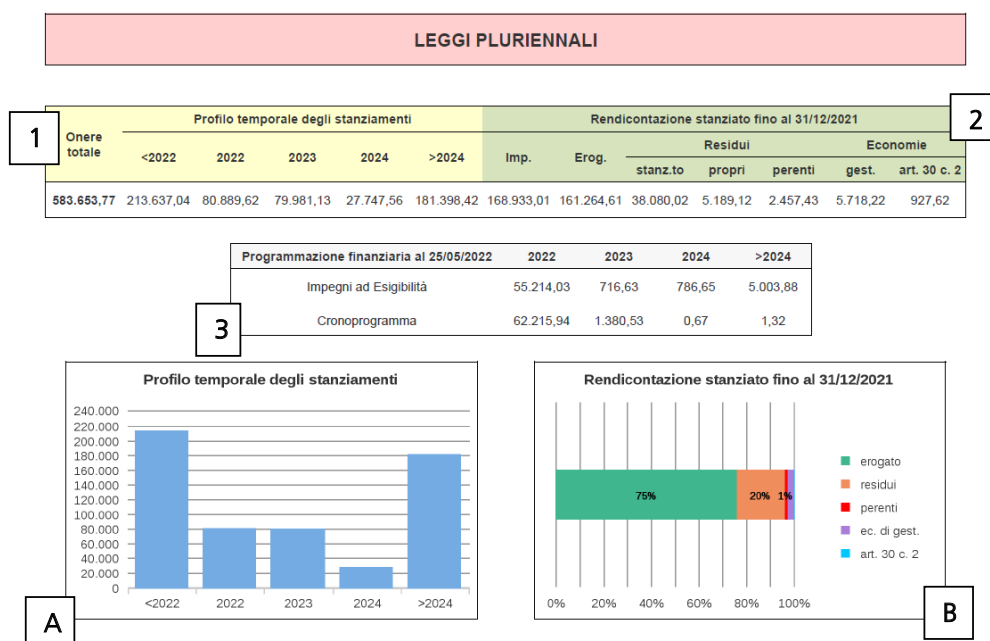 LEGGI PLURIENNALI
1
2
Onere totale
Profilo temporale degli stanziamenti
Rendicontazione stanziato fino al 31/12/2021
<2022 2022 2023 2024 >2024 Imp. Erog. Residui Economie
stanz.to propri perenti gest. art. 30 c. 2
583.653,77 213.637,04 80.889,62 79.981,13 27.747,56 181.398,42 168.933,01 161.264,61 38.080,02 5.189,12 2.457,43 5.718,22 927,62
Programmazione finanziaria al 25/05/2022 2022 2023 2024 >2024
Impegni ad Esigibilità 55.214,03 716,63 786,65 5.003,88
Cronoprogramma 62.215,94 1.380,53 0,67 1,32
3
Profilo temporale degli stanziamenti
240.000
220.000
200.000
180.000
160.000
140.000
120.000
100.000
80.000
60.000
40.000
20.000
0
<2022 2022 2023 2024 >2024
A
Rendicontazione stanziato fino al 31/12/2021
75% 20% 1%
erogato
residui
perenti
ec. di gest.
art. 30 c. 2
0% 20% 40% 60% 80% 100%
B